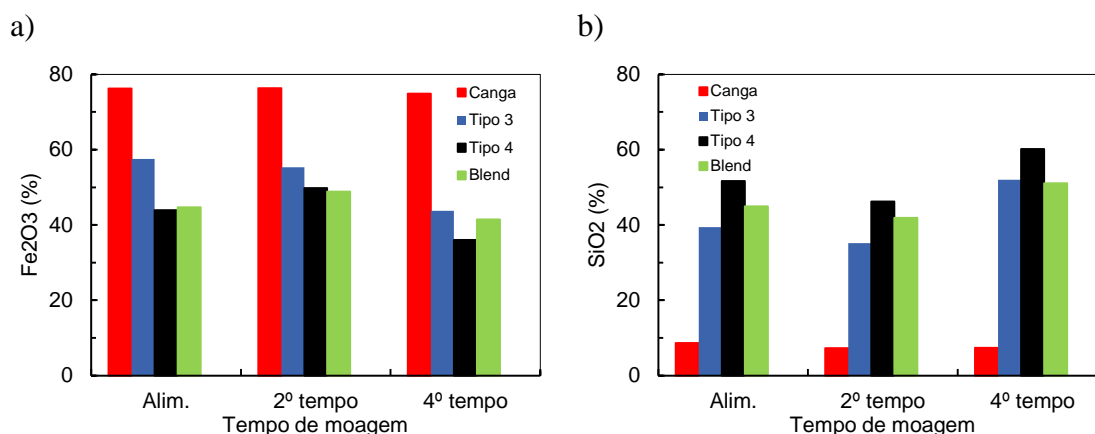 a)
80
60
40
20
0
Fe2O3 (%)
Canga
Tipo 3
Tipo 4
Blend
Alim. 2º tempo 4º tempo
Tempo de moagem
b)
80
60
40
20
0
SiO2 (%)
Canga
Tipo 3
Tipo 4
Blend
Alim. 2º tempo 4º tempo
Tempo de moagem